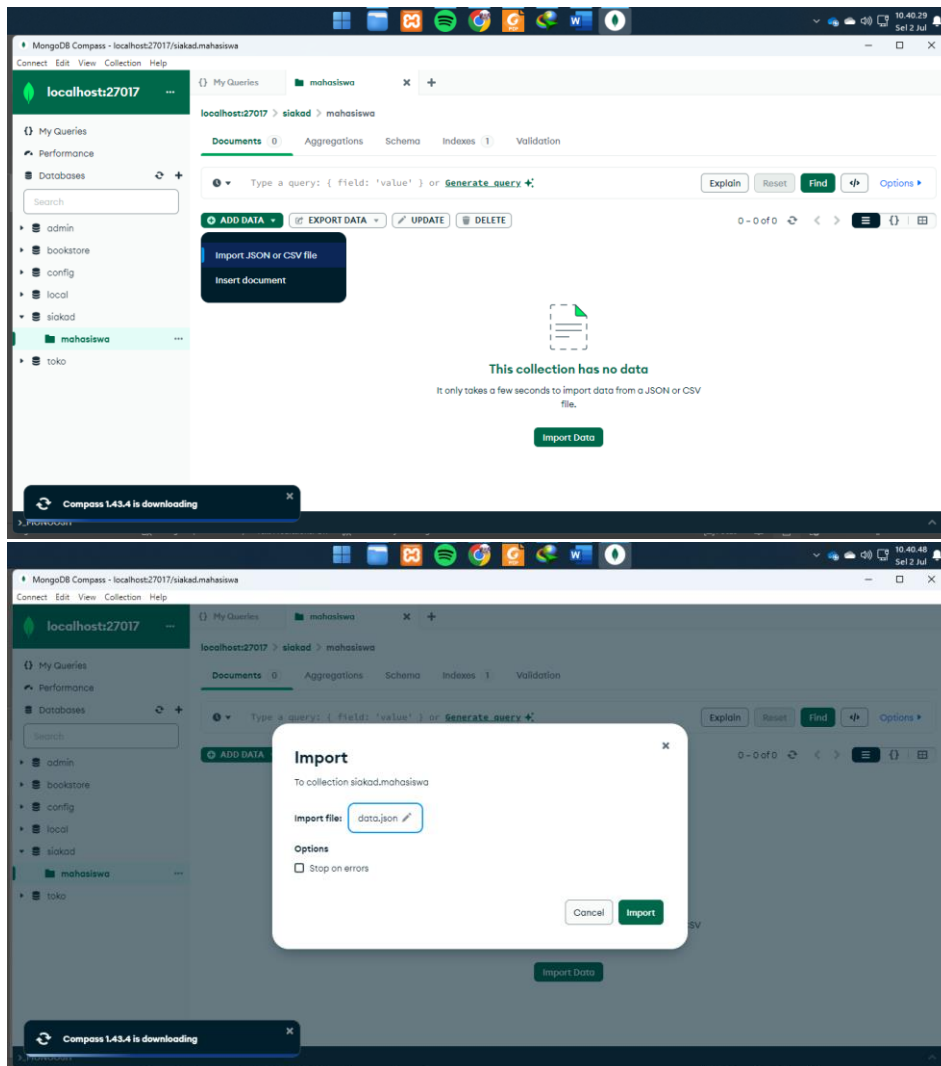 10.40.29
Sel 2 Jul
MongoDB Compass - localhost:27017/siakad.mahasiswa
Connect Edit View Collection Help
localhost:27017 ...
{} My Queries
mahasiswa
localhost:27017 > siakad > mahasiswa
My Queries
Documents 0 Aggregations Schema Indexes 1 Validation
Performance
Databases
Type a query: { field: 'value' } or Generate query
Explain Reset Find </> Options
Search
ADD DATA EXPORT DATA UPDATE DELETE
0 – 0 of 0
admin
Import JSON or CSV file
bookstore
Insert document
config
local
siakad
mahasiswa ...
toko
This collection has no data
It only takes a few seconds to import data from a JSON or CSV
file.
Import Data
Compass 1.43.4 is downloading
>_MONGOSH
10.40.48
Sel 2 Jul
MongoDB Compass - localhost:27017/siakad.mahasiswa
Connect Edit View Collection Help
localhost:27017 ...
{} My Queries
mahasiswa
localhost:27017 > siakad > mahasiswa
My Queries
Documents 0 Aggregations Schema Indexes 1 Validation
Performance
Databases
Type a query: { field: 'value' } or Generate query
Explain Reset Find </> Options
Search
ADD DATA
0 – 0 of 0
admin
bookstore
config
local
siakad
mahasiswa ...
toko
Import
To collection siakad.mahasiswa
Import file: data.json
Options
Stop on errors
Cancel Import
SV
Import Data
Compass 1.43.4 is downloading
>_MONGOSH